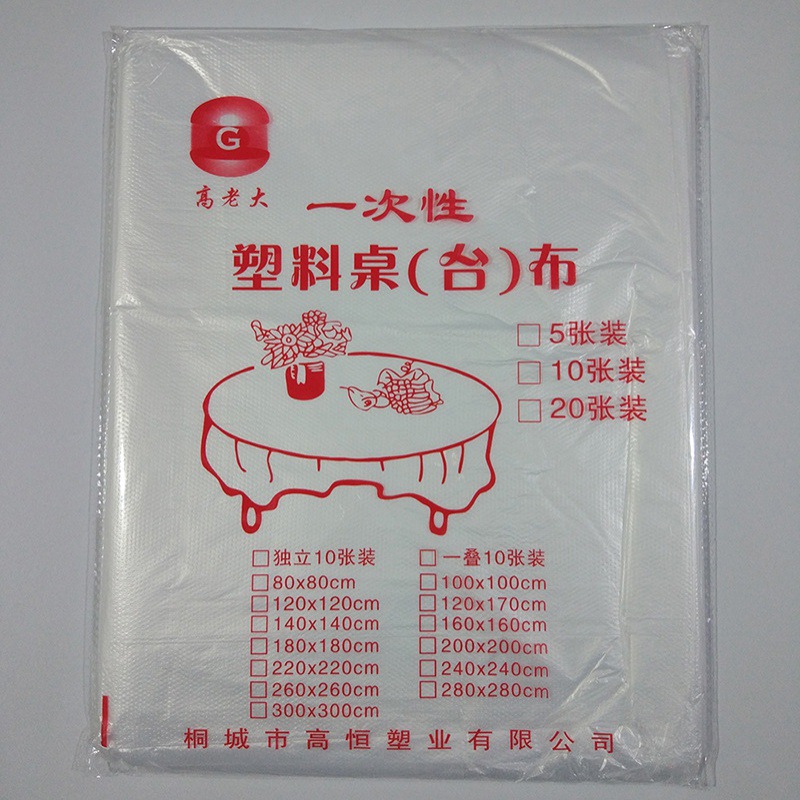 G
高老大
一次性
塑料桌(台)布
□ 5张装
□ 10张装
□ 20张装
□ 独立10张装 □ 一叠10张装
□ 80x80cm □ 100x100cm
□ 120x120cm □ 120x170cm
□ 140x140cm □ 160x160cm
□ 180x180cm □ 200x200cm
□ 220x220cm □ 240x240cm
□ 260x260cm □ 280x280cm
□ 300x300cm
桐城市高恒塑业有限公司